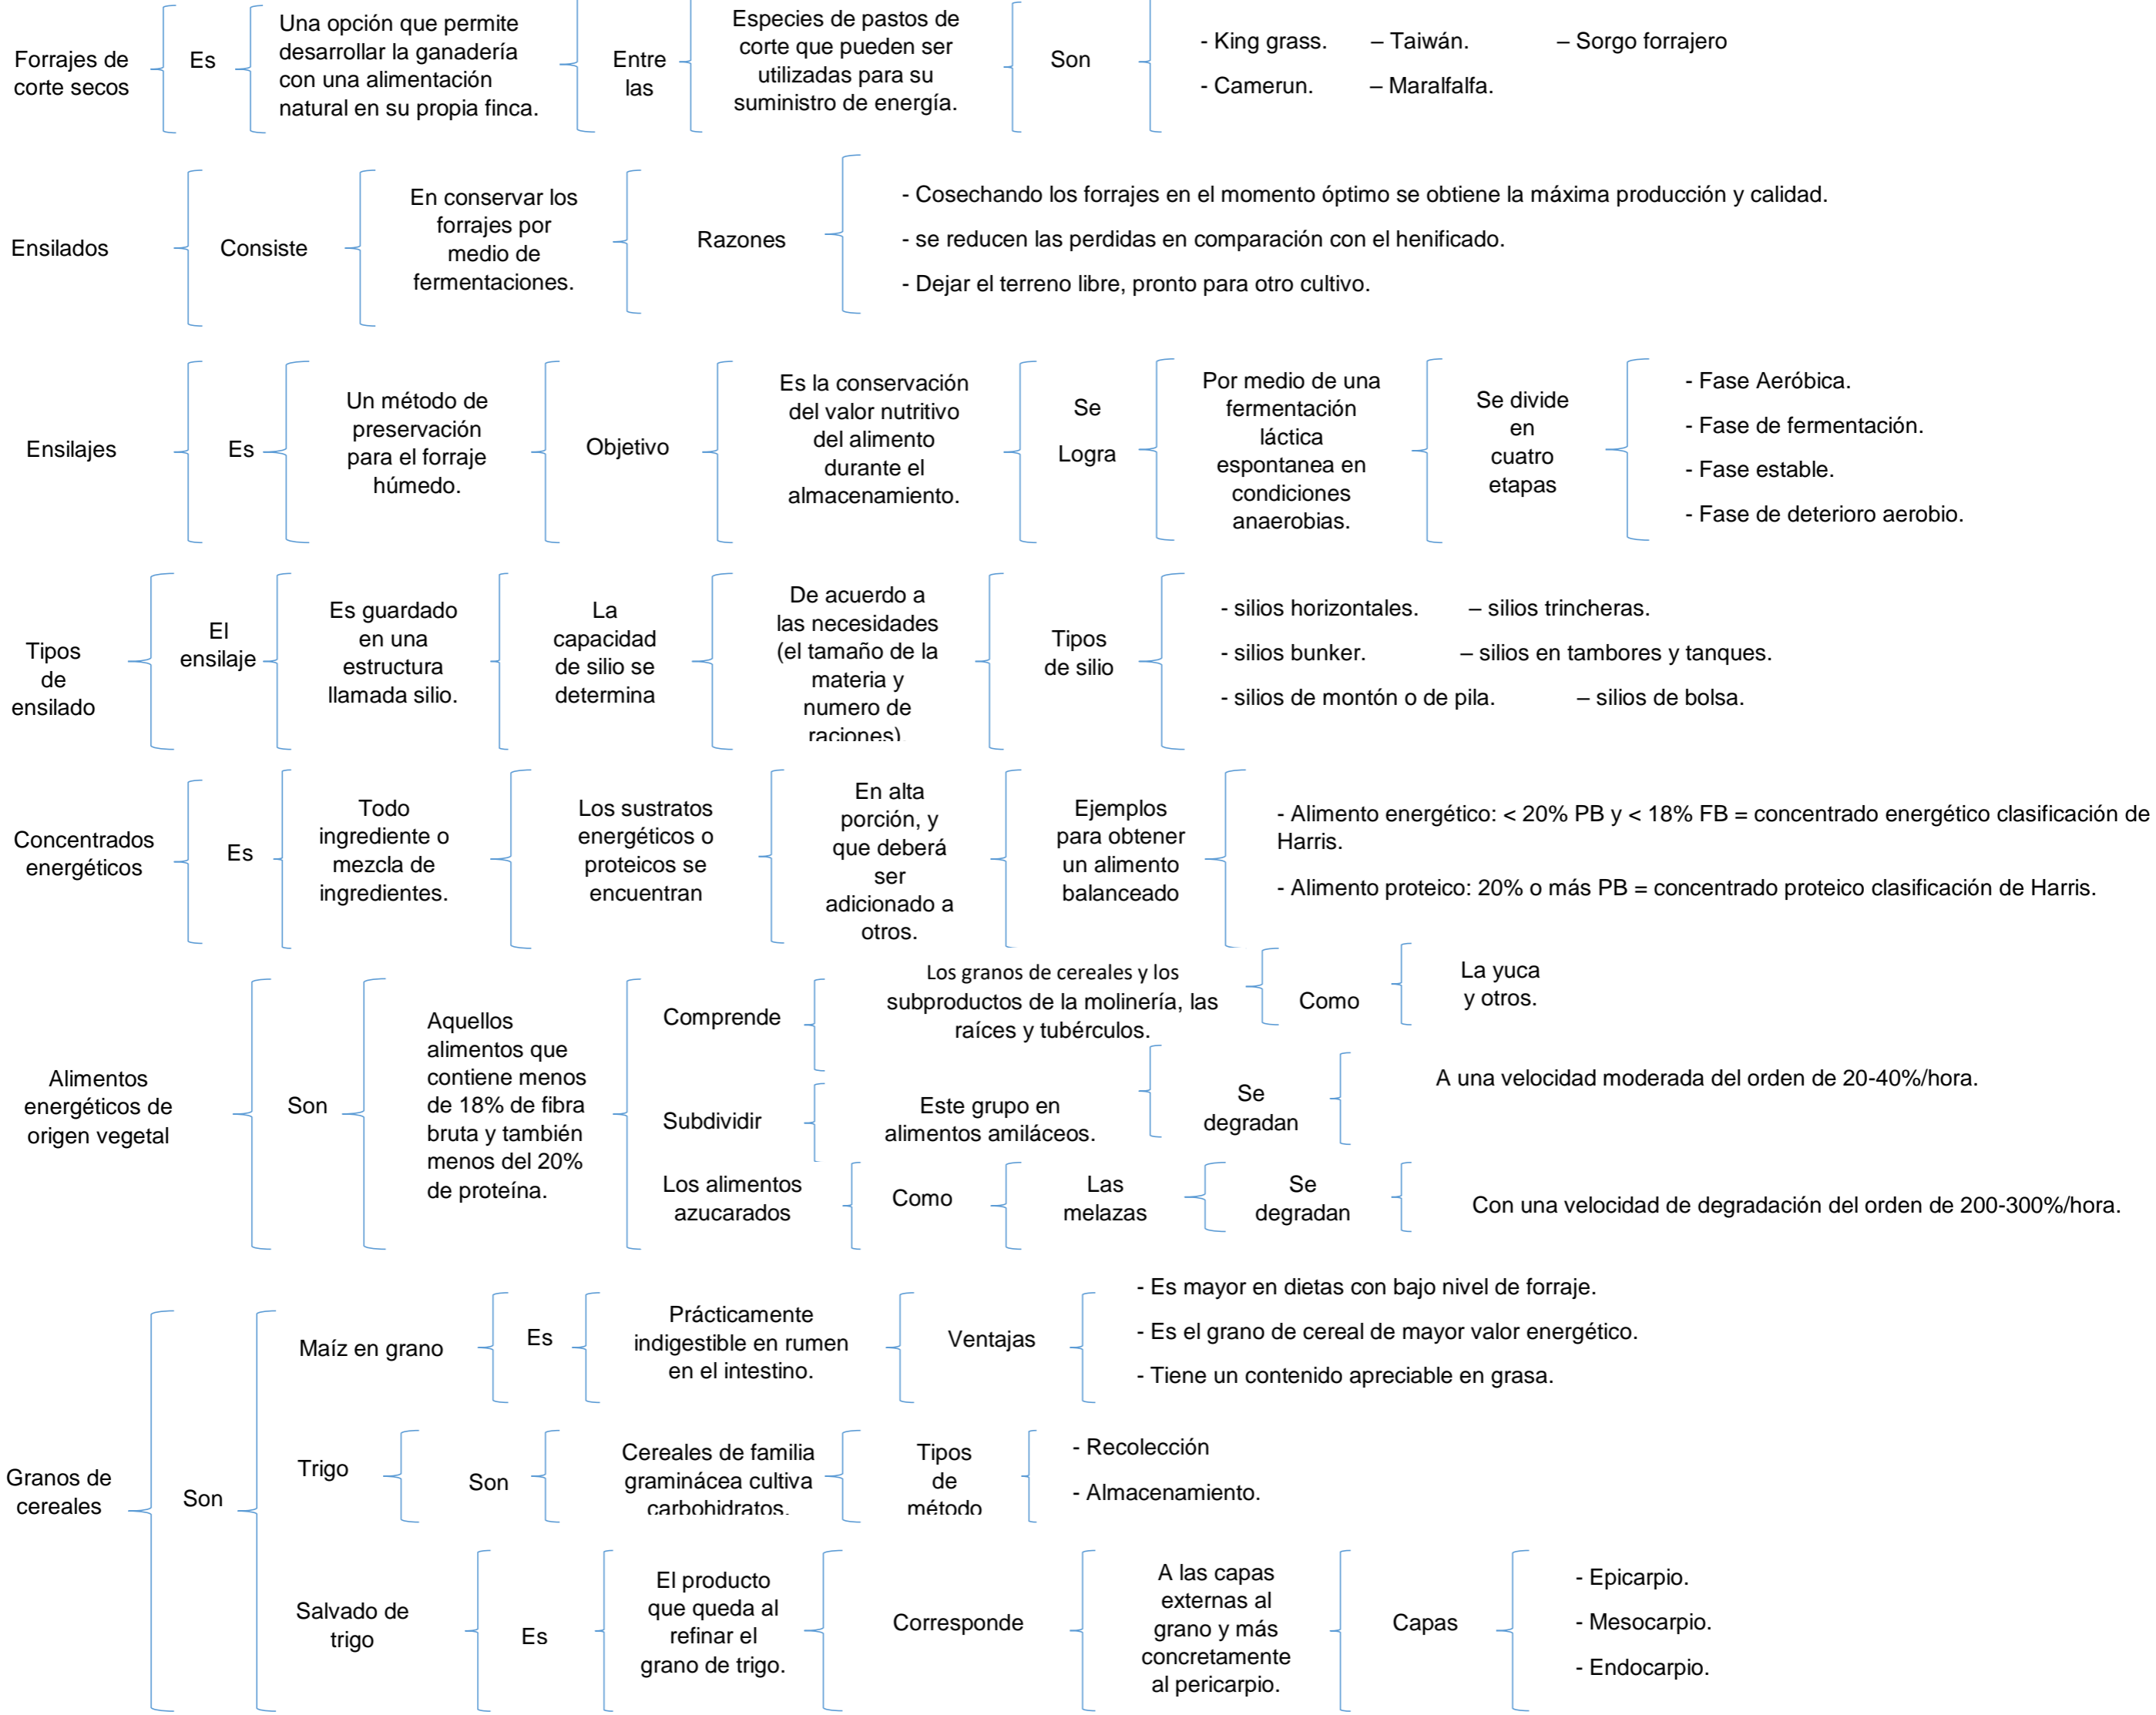 Forrajes de
corte secos
Es
Una opción que permite
desarrollar la ganadería
con una alimentación
natural en su propia finca.
Entre
las
Especies de pastos de
corte que pueden ser
utilizadas para su
suministro de energía.
Son
- King grass. – Taiwán. – Sorgo forrajero
- Camerun. – Maralfalfa.
Ensilados
Consiste
En conservar los
forrajes por
medio de
fermentaciones.
Razones
- Cosechando los forrajes en el momento óptimo se obtiene la máxima producción y calidad.
- se reducen las perdidas en comparación con el henificado.
- Dejar el terreno libre, pronto para otro cultivo.
Ensilajes
Es
Un método de
preservación
para el forraje
húmedo.
Objetivo
Es la conservación
del valor nutritivo
del alimento
durante el
almacenamiento.
Se
Logra
Por medio de una
fermentación
láctica
espontanea en
condiciones
anaerobias.
Se divide
en
cuatro
etapas
- Fase Aeróbica.
- Fase de fermentación.
- Fase estable.
- Fase de deterioro aerobio.
Tipos
de
ensilado
El
ensilaje
Es guardado
en una
estructura
llamada silio.
La
capacidad
de silio se
determina
De acuerdo a
las necesidades
(el tamaño de la
materia y
numero de
raciones).
Tipos
de silio
- silios horizontales. – silios trincheras.
- silios bunker. – silios en tambores y tanques.
- silios de montón o de pila. – silios de bolsa.
Concentrados
energéticos
Es
Todo
ingrediente o
mezcla de
ingredientes.
Los sustratos
energéticos o
proteicos se
encuentran
En alta
porción, y
que deberá
ser
adicionado a
otros.
Ejemplos
para obtener
un alimento
balanceado
- Alimento energético: < 20% PB y < 18% FB = concentrado energético clasificación de
Harris.
- Alimento proteico: 20% o más PB = concentrado proteico clasificación de Harris.
Alimentos
energéticos de
origen vegetal
Son
Aquellos
alimentos que
contiene menos
de 18% de fibra
bruta y también
menos del 20%
de proteína.
Comprende
Los granos de cereales y los
subproductos de la molinería, las
raíces y tubérculos.
Como
La yuca
y otros.
Subdividir
Este grupo en
alimentos amiláceos.
Se
degradan
A una velocidad moderada del orden de 20-40%/hora.
Los alimentos
azucarados
Como
Las
melazas
Se
degradan
Con una velocidad de degradación del orden de 200-300%/hora.
Granos de
cereales
Son
Maíz en grano
Es
Prácticamente
indigestible en rumen
en el intestino.
Ventajas
- Es mayor en dietas con bajo nivel de forraje.
- Es el grano de cereal de mayor valor energético.
- Tiene un contenido apreciable en grasa.
Trigo
Son
Cereales de familia
graminácea cultiva
carbohidratos.
Tipos
de
método
- Recolección
- Almacenamiento.
Salvado de
trigo
Es
El producto
que queda al
refinar el
grano de trigo.
Corresponde
A las capas
externas al
grano y más
concretamente
al pericarpio.
Capas
- Epicarpio.
- Mesocarpio.
- Endocarpio.